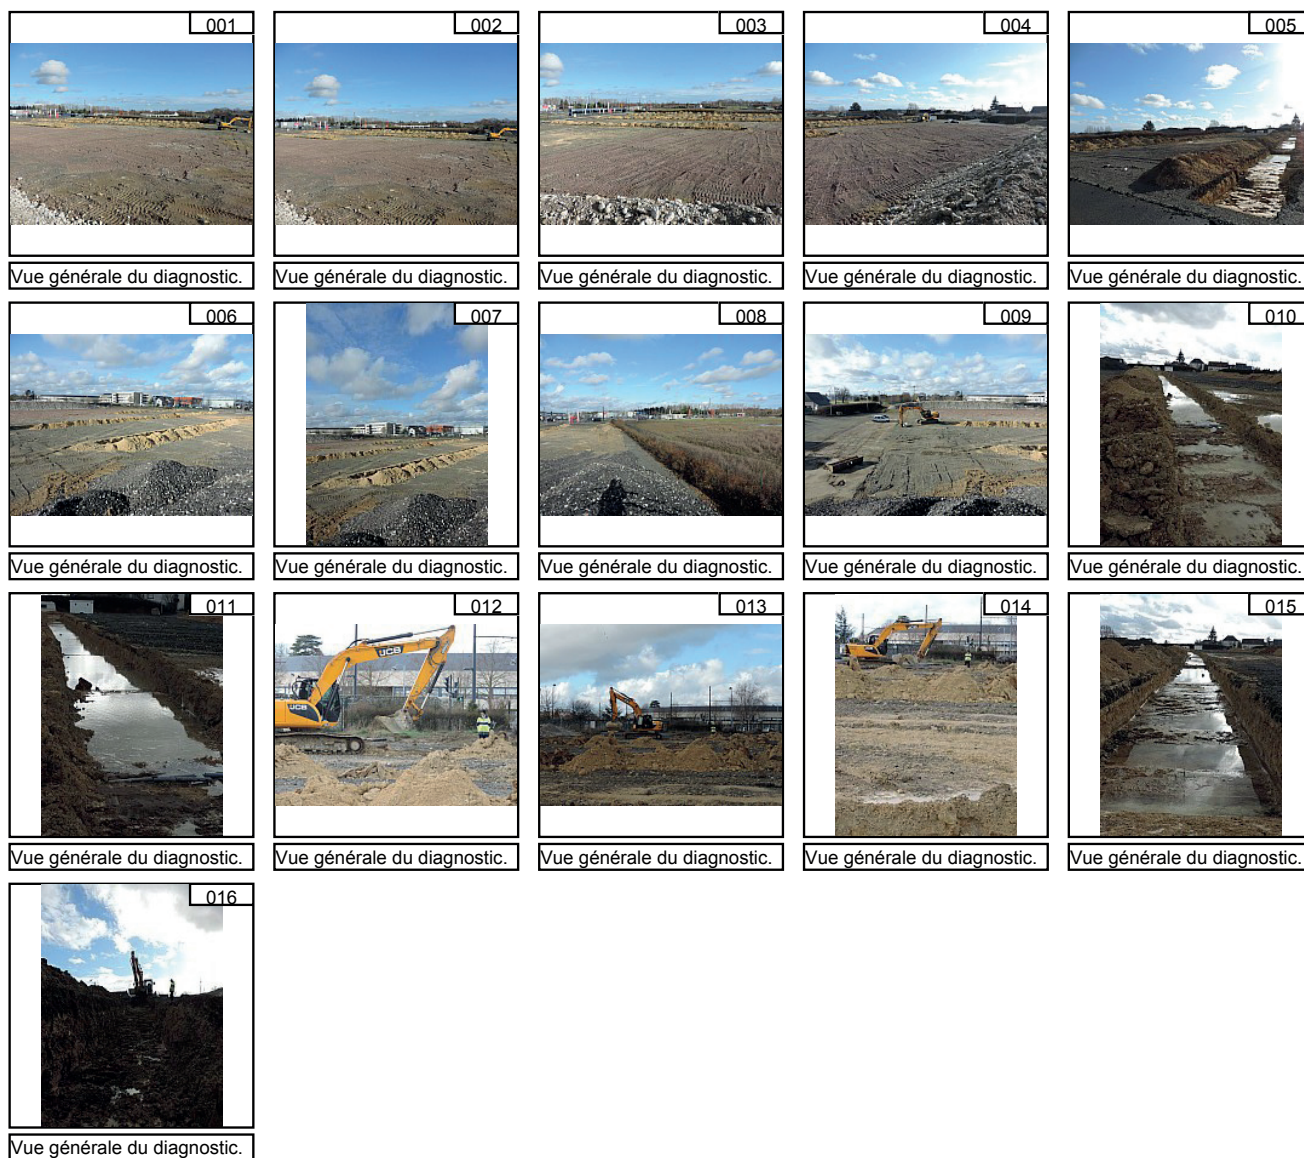 001 002 003 004 005
Vue générale du diagnostic. Vue générale du diagnostic. Vue générale du diagnostic. Vue générale du diagnostic. Vue générale du diagnostic.
006 007 008 009 010
Vue générale du diagnostic. Vue générale du diagnostic. Vue générale du diagnostic. Vue générale du diagnostic. Vue générale du diagnostic.
011 012 013 014 015
JCB
JCB
Vue générale du diagnostic. Vue générale du diagnostic. Vue générale du diagnostic. Vue générale du diagnostic. Vue générale du diagnostic.
016
Vue générale du diagnostic.